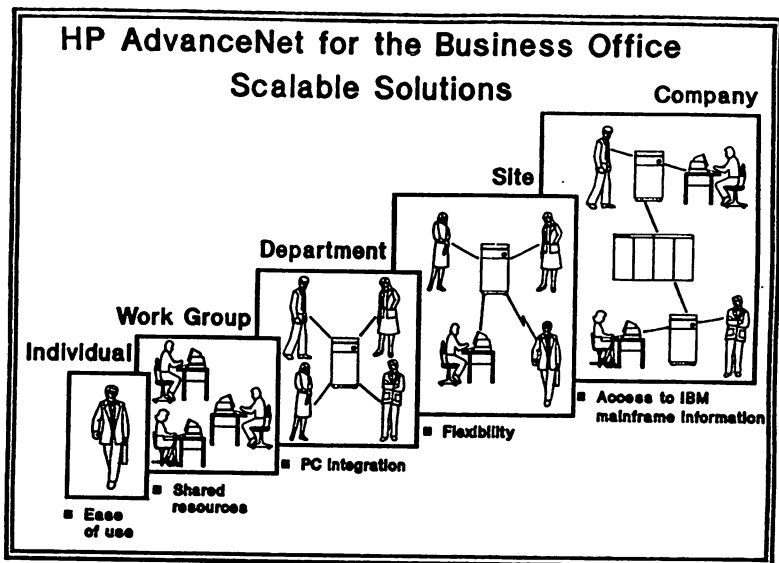 HP AdvanceNet for the Business Office
Scalable Solutions
Company
Site
Department
Work Group
Individual
▪ Access to IBM
mainframe information
▪ Flexibility
▪ PC Integration
▪ Shared
resources
▪ Ease
of use